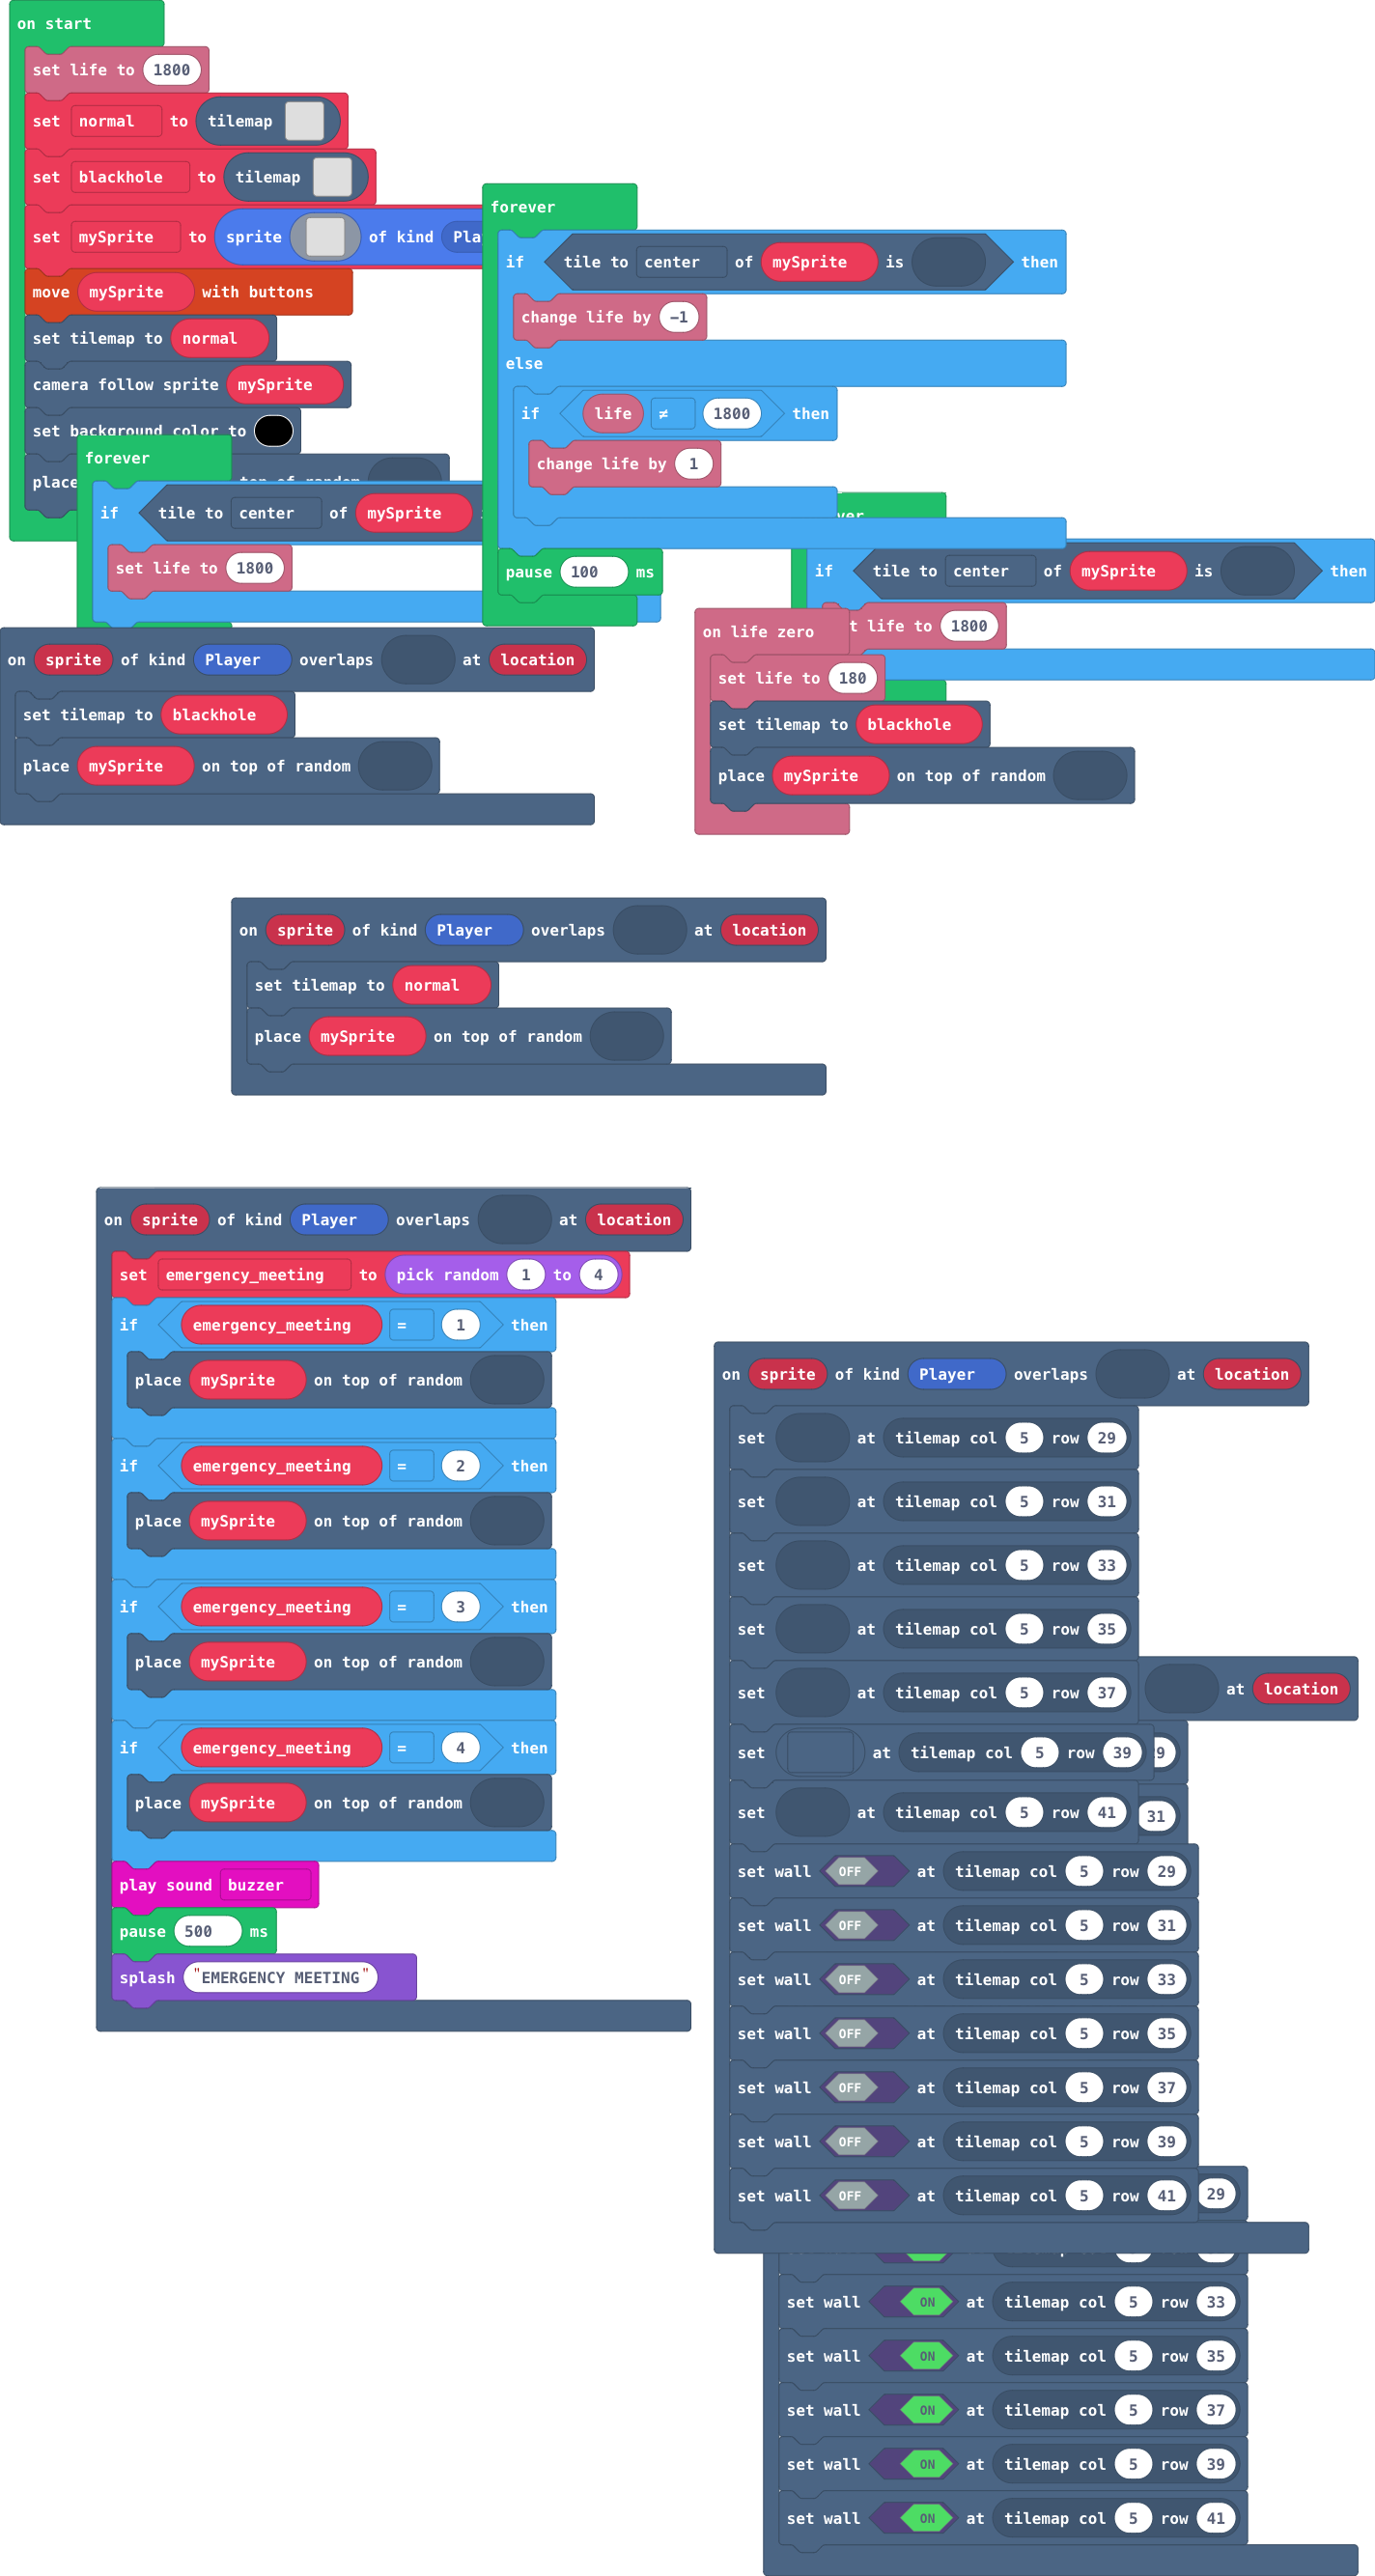 on start
set life to 1800
set normal to tilemap
set blackhole to tilemap
set mySprite to sprite of kind
move mySprite with buttons
set tilemap to normal
camera follow sprite mySprite
set background color to
place top of random
forever
if tile to center of mySprite
set life to 1800
forever
if tile to center of mySprite is then
change life by -1
else
if life ≠ 1800 then
change life by 1
pause 100 ms
if tile to center of mySprite is then
life to 1800
on life zero
set life to 180
set tilemap to blackhole
place mySprite on top of random
on sprite of kind Player overlaps at location
set tilemap to blackhole
place mySprite on top of random
on sprite of kind Player overlaps at location
set tilemap to normal
place mySprite on top of random
on sprite of kind Player overlaps at location
set emergency_meeting to pick random 1 to 4
if emergency_meeting = 1 then
place mySprite on top of random
if emergency_meeting = 2 then
place mySprite on top of random
if emergency_meeting = 3 then
place mySprite on top of random
if emergency_meeting = 4 then
place mySprite on top of random
play sound buzzer
pause 500 ms
splash "EMERGENCY MEETING"
on sprite of kind Player overlaps at location
set at tilemap col 5 row 29
set at tilemap col 5 row 31
set at tilemap col 5 row 33
set at tilemap col 5 row 35
set at tilemap col 5 row 37
set at tilemap col 5 row 39
set at tilemap col 5 row 41
set wall OFF at tilemap col 5 row 29
set wall OFF at tilemap col 5 row 31
set wall OFF at tilemap col 5 row 33
set wall OFF at tilemap col 5 row 35
set wall OFF at tilemap col 5 row 37
set wall OFF at tilemap col 5 row 39
set wall OFF at tilemap col 5 row 41
at location
31
29
set wall ON at tilemap col 5 row 33
set wall ON at tilemap col 5 row 35
set wall ON at tilemap col 5 row 37
set wall ON at tilemap col 5 row 39
set wall ON at tilemap col 5 row 41